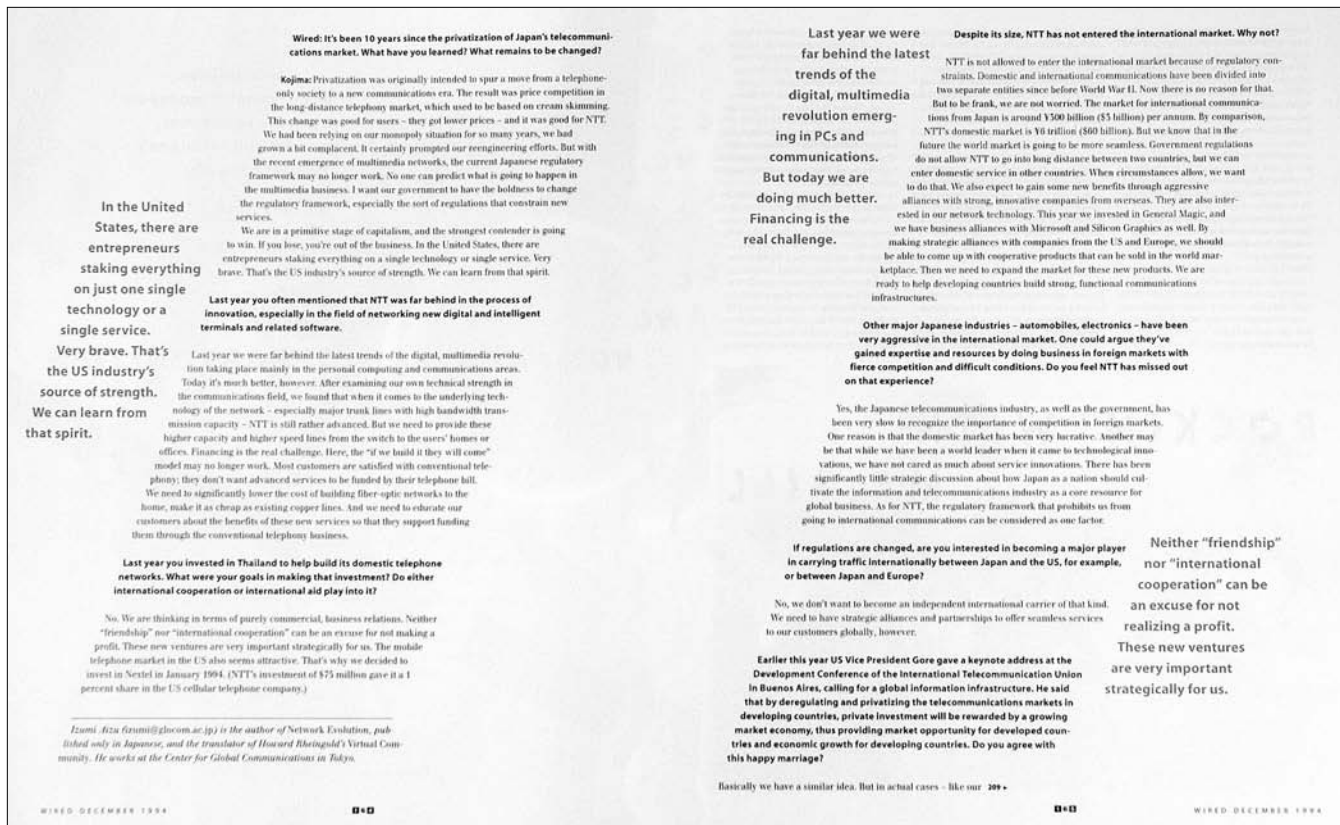 Wired: It's been 10 years since the privatization of Japan's telecommuni-
cations market. What have you learned? What remains to be changed?
Kojima: Privatization was originally intended to spur a move from a telephone-
only society to a new communications era. The result was price competition in
the long-distance telephony market, which used to be based on cream skimming.
This change was good for users – they got lower prices – and it was good for NTT.
We had been relying on our monopoly situation for so many years, we had
grown a bit complacent. It certainly prompted our reengineering efforts. But with
the recent emergence of multimedia networks, the current Japanese regulatory
framework may no longer work. No one can predict what is going to happen in
the multimedia business. I want our government to have the boldness to change
the regulatory framework, especially the sort of regulations that constrain new
services.
We are in a primitive stage of capitalism, and the strongest contender is going
to win. If you lose, you're out of the business. In the United States, there are
entrepreneurs staking everything on a single technology or single service. Very
brave. That's the US industry's source of strength. We can learn from that spirit.
In the United
States, there are
entrepreneurs
staking everything
on just one single
technology or a
single service.
Very brave. That's
the US industry's
source of strength.
We can learn from
that spirit.
Last year you often mentioned that NTT was far behind in the process of
innovation, especially in the field of networking new digital and intelligent
terminals and related software.
Last year we were far behind the latest trends of the digital, multimedia revolu-
tion taking place mainly in the personal computing and communications areas.
Today it's much better, however. After examining our own technical strength in
the communications field, we found that when it comes to the underlying tech-
nology of the network – especially major trunk lines with high bandwidth trans-
mission capacity – NTT is still rather advanced. But we need to provide these
higher capacity and higher speed lines from the switch to the users' homes or
offices. Financing is the real challenge. Here, the "if we build it they will come"
model may no longer work. Most customers are satisfied with conventional tele-
phony; they don't want advanced services to be funded by their telephone bill.
We need to significantly lower the cost of building fiber-optic networks to the
home, make it as cheap as existing copper lines. And we need to educate our
customers about the benefits of these new services so that they support funding
them through the conventional telephony business.
Last year you invested in Thailand to help build its domestic telephone
networks. What were your goals in making that investment? Do either
international cooperation or international aid play into it?
No. We are thinking in terms of purely commercial, business relations. Neither
"friendship" nor "international cooperation" can be an excuse for not making a
profit. These new ventures are very important strategically for us. The mobile
telephone market in the US also seems attractive. That's why we decided to
invest in Nextel in January 1994. (NTT's investment of $75 million gave it a 1
percent share in the US cellular telephone company.)
Izumi Aizu (izumi@glocom.ac.jp) is the author of Network Evolution, pub-
lished only in Japanese, and the translator of Howard Rheingold's Virtual Com-
munity. He works at the Center for Global Communications in Tokyo.
WIRED DECEMBER 1994
Last year we were
far behind the latest
trends of the
digital, multimedia
revolution emerg-
ing in PCs and
communications.
But today we are
doing much better.
Financing is the
real challenge.
Despite its size, NTT has not entered the international market. Why not?
NTT is not allowed to enter the international market because of regulatory con-
straints. Domestic and international communications have been divided into
two separate entities since before World War II. Now there is no reason for that.
But to be frank, we are not worried. The market for international communica-
tions from Japan is around ¥300 billion ($3 billion) per annum. By comparison,
NTT's domestic market is ¥6 trillion ($60 billion). But we know that in the
future the world market is going to be more seamless. Government regulations
do not allow NTT to go into long distance between two countries, but we can
enter domestic service in other countries. When circumstances allow, we want
to do that. We also expect to gain some new benefits through aggressive
alliances with strong, innovative companies from overseas. They are also inter-
ested in our network technology. This year we invested in General Magic, and
we have business alliances with Microsoft and Silicon Graphics as well. By
making strategic alliances with companies from the US and Europe, we should
be able to come up with cooperative products that can be sold in the world mar-
ketplace. Then we need to expand the market for these new products. We are
ready to help developing countries build strong, functional communications
infrastructures.
Other major Japanese industries – automobiles, electronics – have been
very aggressive in the international market. One could argue they've
gained expertise and resources by doing business in foreign markets with
fierce competition and difficult conditions. Do you feel NTT has missed out
on that experience?
Yes, the Japanese telecommunications industry, as well as the government, has
been very slow to recognize the importance of competition in foreign markets.
One reason is that the domestic market has been very lucrative. Another may
be that while we have been a world leader when it came to technological inno-
vations, we have not cared as much about service innovations. There has been
significantly little strategic discussion about how Japan as a nation should cul-
tivate the information and telecommunications industry as a core resource for
global business. As for NTT, the regulatory framework that prohibits us from
going to international communications can be considered as one factor.
If regulations are changed, are you interested in becoming a major player
in carrying traffic internationally between Japan and the US, for example,
or between Japan and Europe?
No, we don't want to become an independent international carrier of that kind.
We need to have strategic alliances and partnerships to offer seamless services
to our customers globally, however.
Neither "friendship"
nor "international
cooperation" can be
an excuse for not
realizing a profit.
These new ventures
are very important
strategically for us.
Earlier this year US Vice President Gore gave a keynote address at the
Development Conference of the International Telecommunication Union
in Buenos Aires, calling for a global information infrastructure. He said
that by deregulating and privatizing the telecommunications markets in
developing countries, private investment will be rewarded by a growing
market economy, thus providing market opportunity for developed coun-
tries and economic growth for developing countries. Do you agree with
this happy marriage?
Basically we have a similar idea. But in actual cases – like our 209 ▸
WIRED DECEMBER 1994